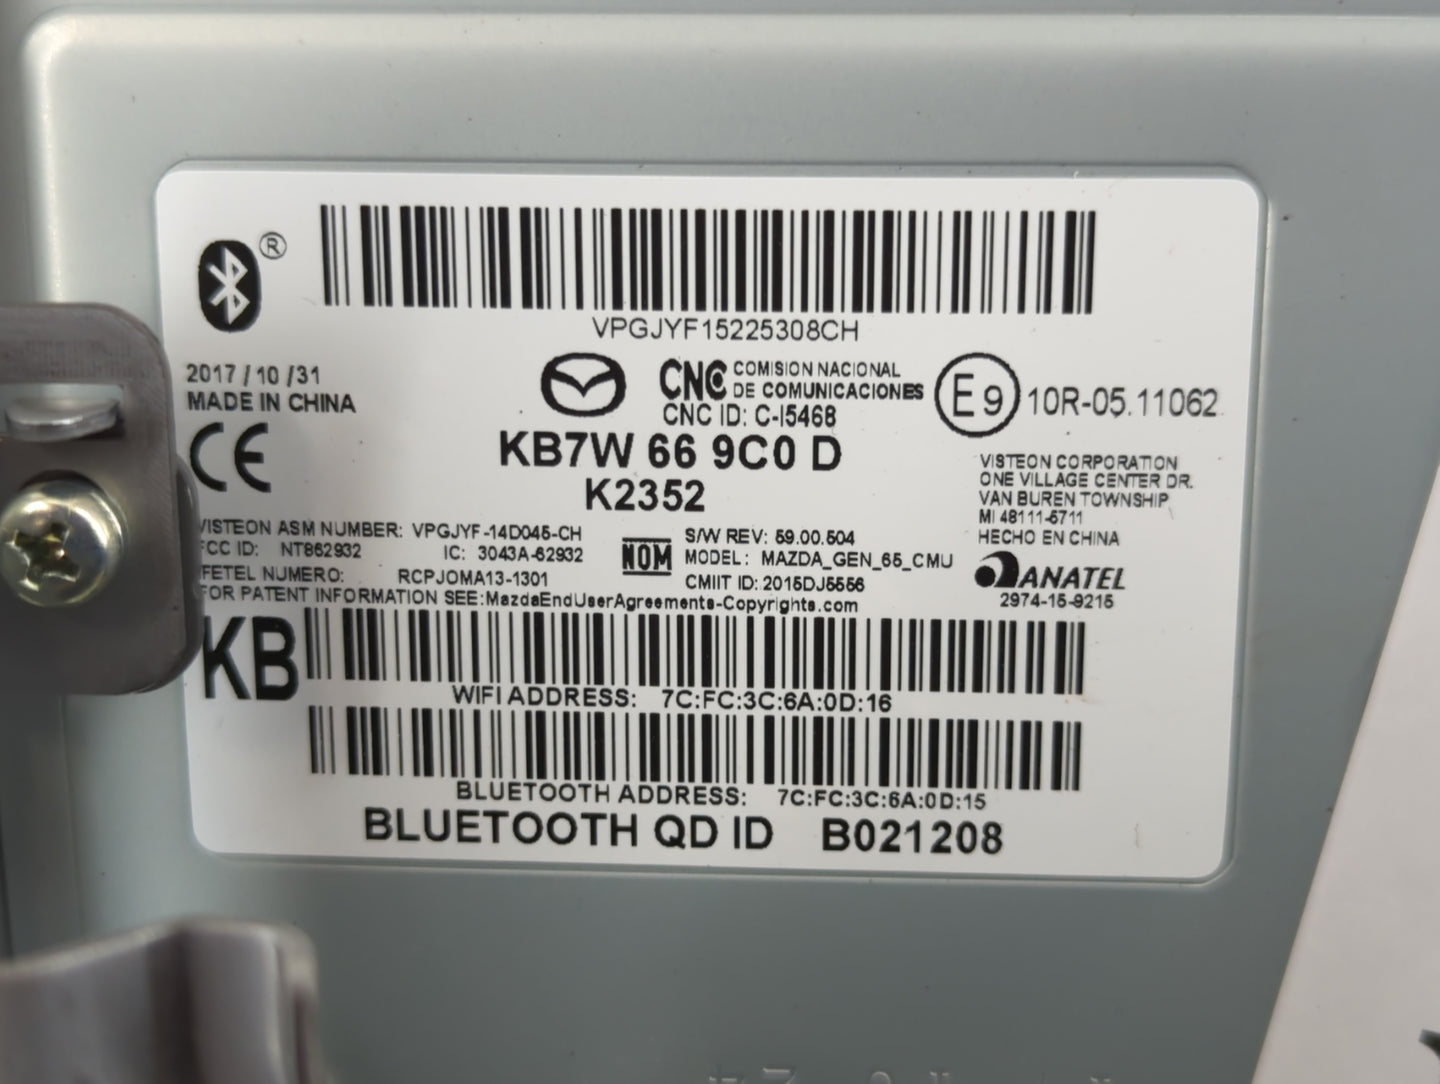 ®
VPGJYF15225308CH
2017 / 10 /31
MADE IN CHINA
CE
CNC COMISION NACIONAL
DE COMUNICACIONES
CNC ID: C-I5468
E9 10R-05.11062
KB7W 66 9C0 D
K2352
VISTEON CORPORATION
ONE VILLAGE CENTER DR.
VAN BUREN TOWNSHIP
MI 48111-5711
HECHO EN CHINA
VISTEON ASM NUMBER: VPGJYF-14D045-CH
FCC ID: NT862932 IC: 3043A-62932
IFETEL NUMERO: RCPJOMA13-1301
FOR PATENT INFORMATION SEE:MazdaEndUserAgreements-Copyrights.com
NOM
S/W REV: 59.00.504
MODEL: MAZDA_GEN_65_CMU
CMIIT ID: 2015DJ5556
ANATEL
2974-15-9215
KB
WIFI ADDRESS: 7C:FC:3C:6A:0D:16
BLUETOOTH ADDRESS: 7C:FC:3C:6A:0D:15
BLUETOOTH QD ID B021208